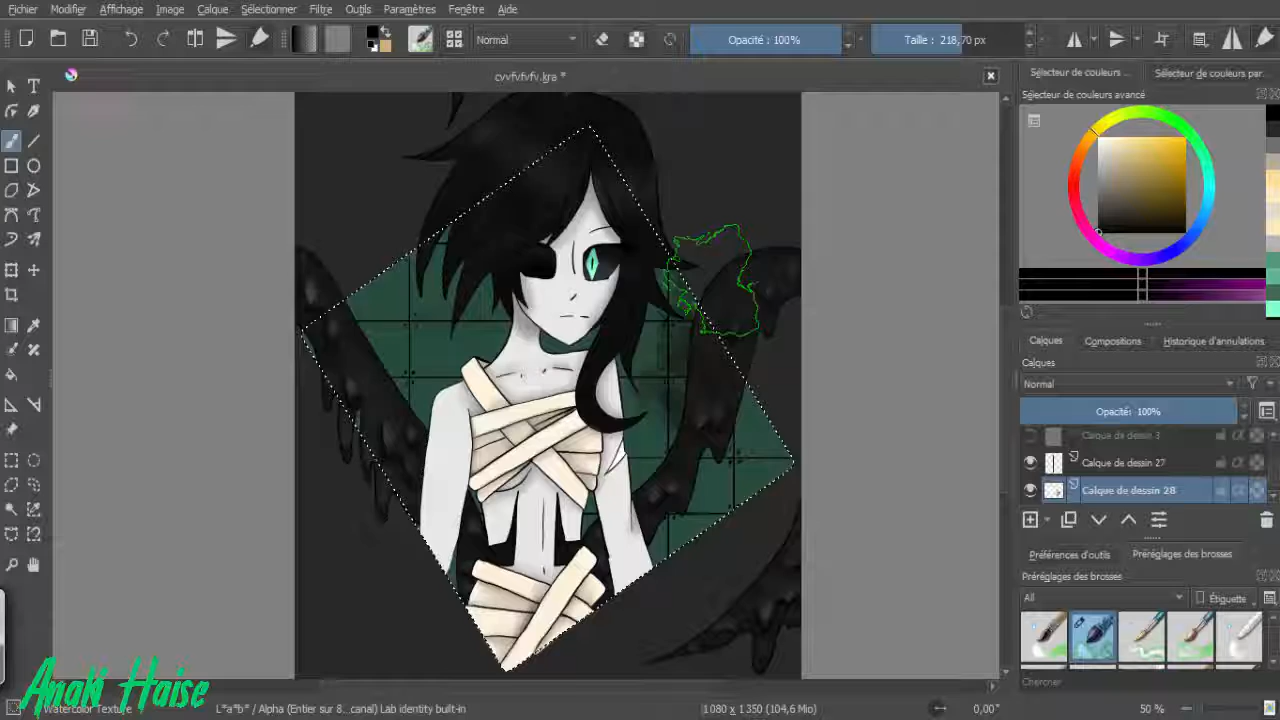 Fichier Modifier Affichage Image Calque Sélectionner Filtre Outils Paramètres Fenêtre Aide
Normal Opacité : 100% Taille : 218,70 px
cvvfvfvfv.kra *
Sélecteur de couleurs ... Sélecteur de couleurs par...
Sélecteur de couleurs avancé
Calques Compositions Historique d'annulations
Calques
Normal
Opacité: 100%
Calque de dessin 3
Calque de dessin 27
Calque de dessin 28
Préférences d'outils Préréglages des brosses
Préréglages des brosses
All Étiquette
Chercher
Anaki Haise
Watercolor Texture L*a*b* / Alpha (Entier sur 8...canal) Lab identity built-in 1 080 x 1 350 (104,6 Mio) 0,00° 50 %